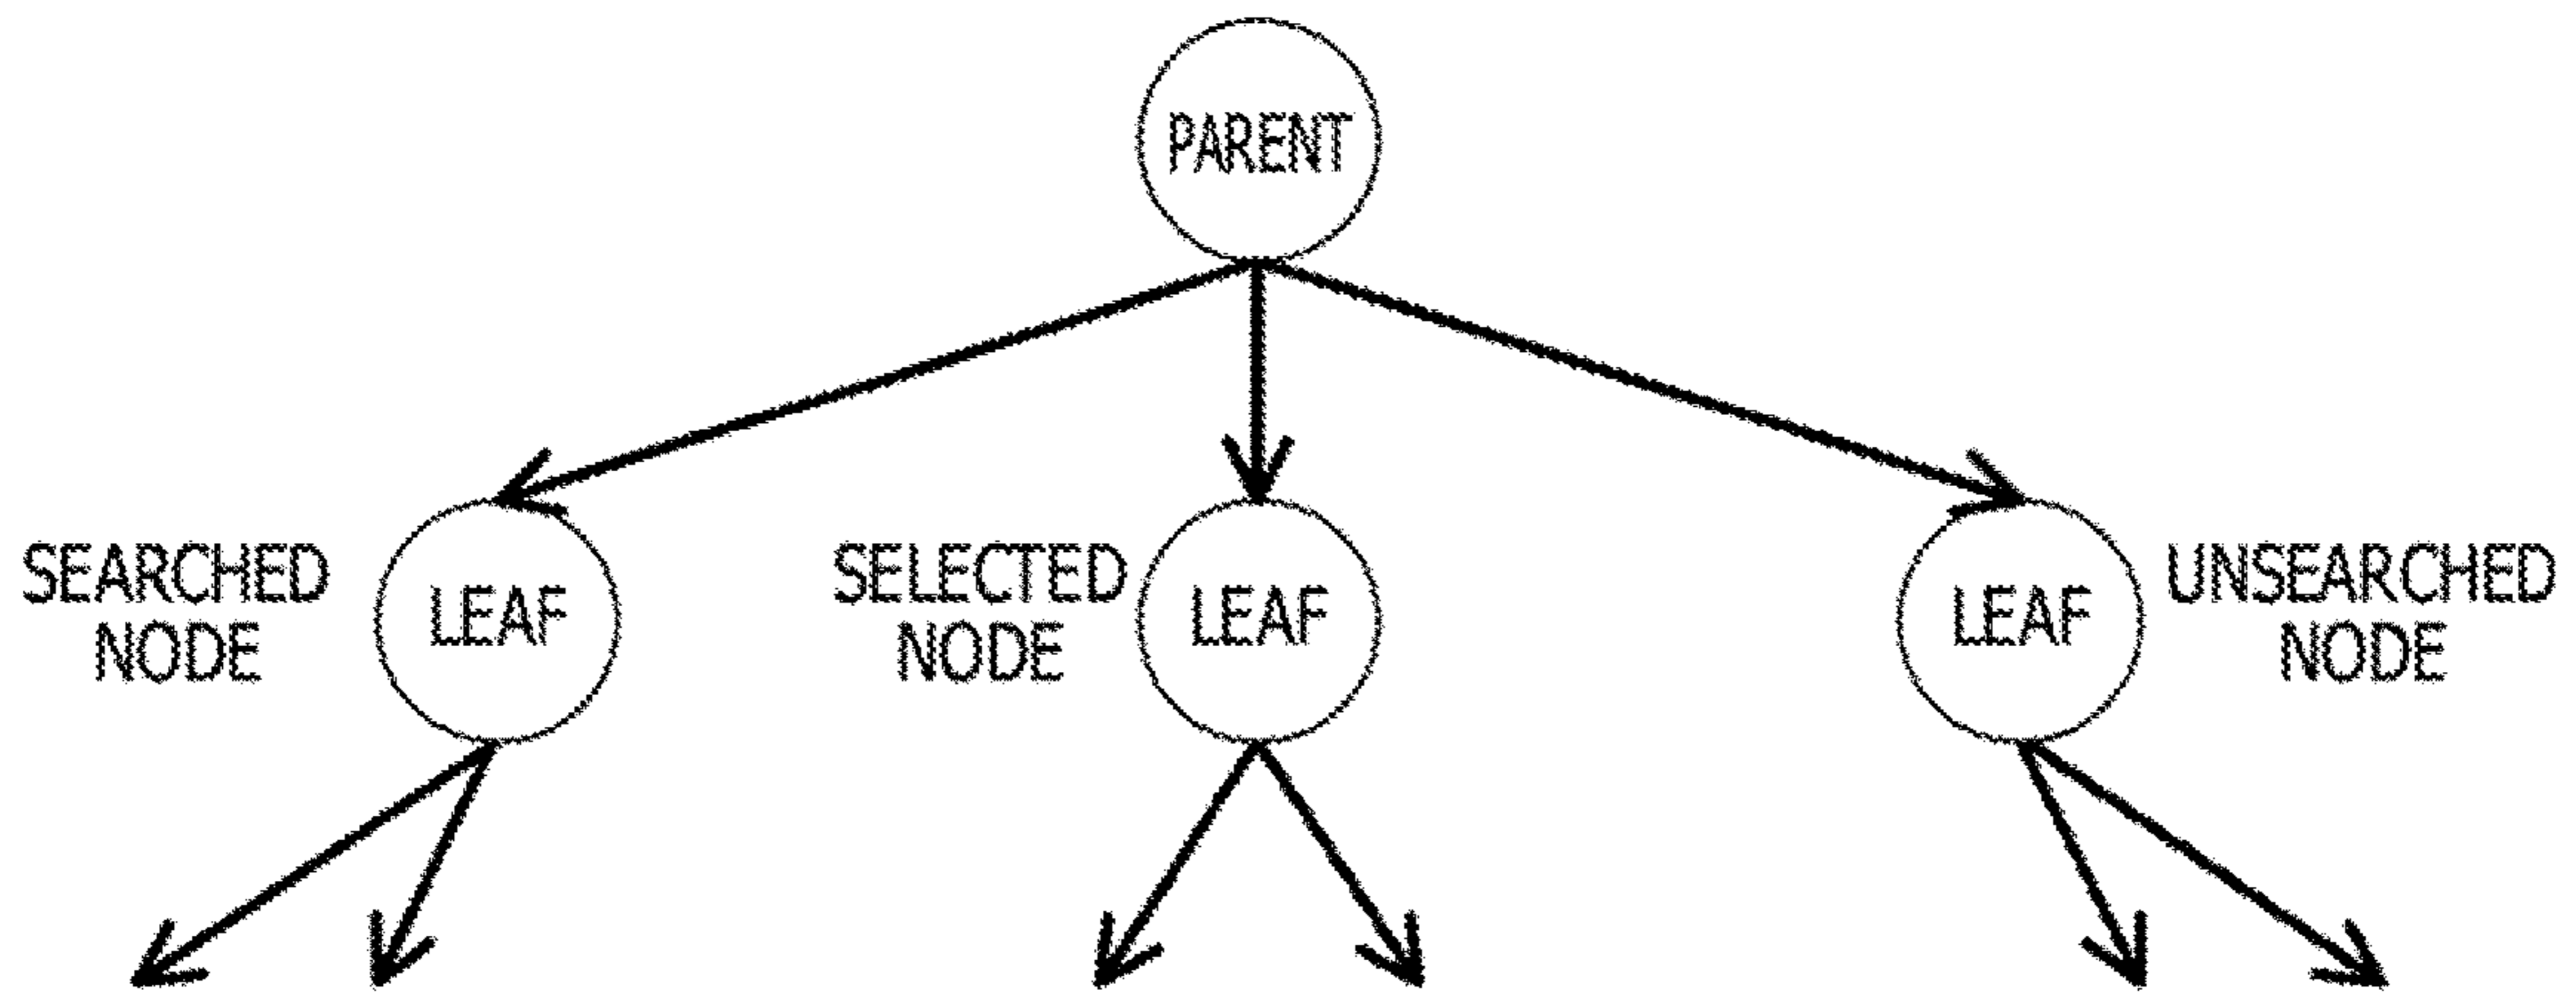 PARENT
SEARCHED
NODE
LEAF
SELECTED
NODE
LEAF
LEAF
UNSEARCHED
NODE